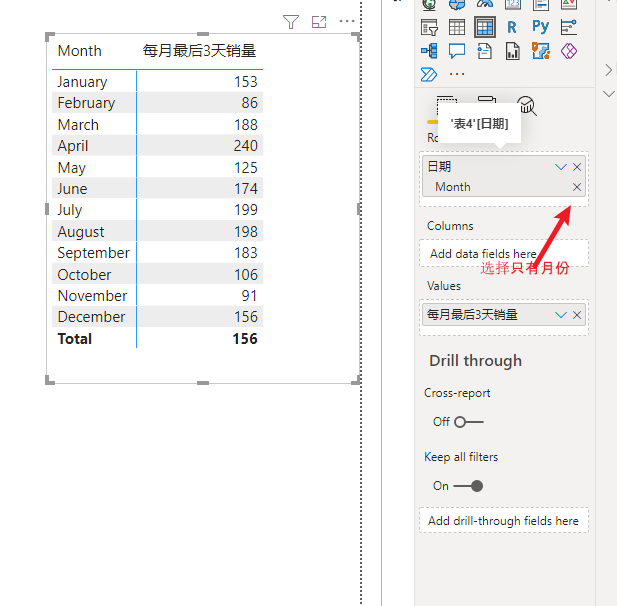 123
R
Py
'表4'[日期]
Ro
Month 每月最后3天销量
January 153
February 86
March 188
April 240
May 125
June 174
July 199
August 198
September 183
October 106
November 91
December 156
Total 156
日期
Month
Columns
Add data fields here
选择只有月份
Values
每月最后3天销量
Drill through
Cross-report
Off
Keep all filters
On
Add drill-through fields here